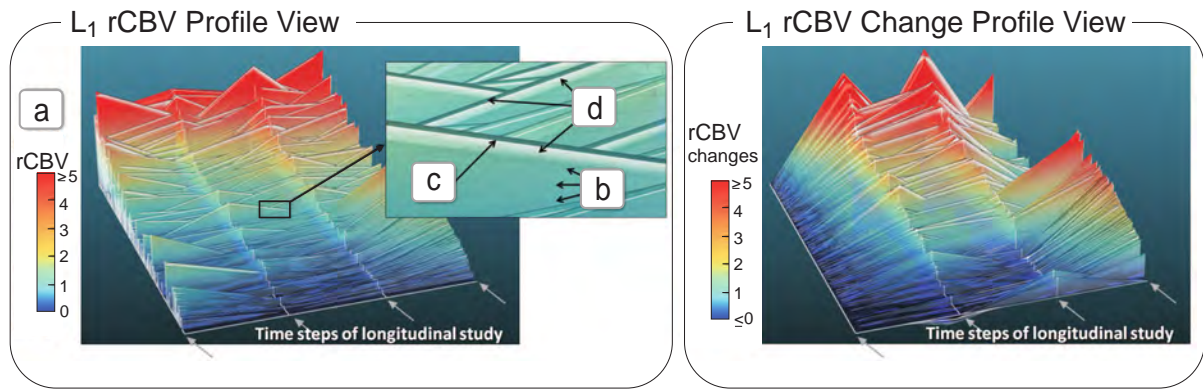 L1 rCBV Profile View
a
rCBV
≥5
4
3
2
1
0
d
c
b
Time steps of longitudinal study
L1 rCBV Change Profile View
rCBV
changes
≥5
4
3
2
1
≤0
Time steps of longitudinal study